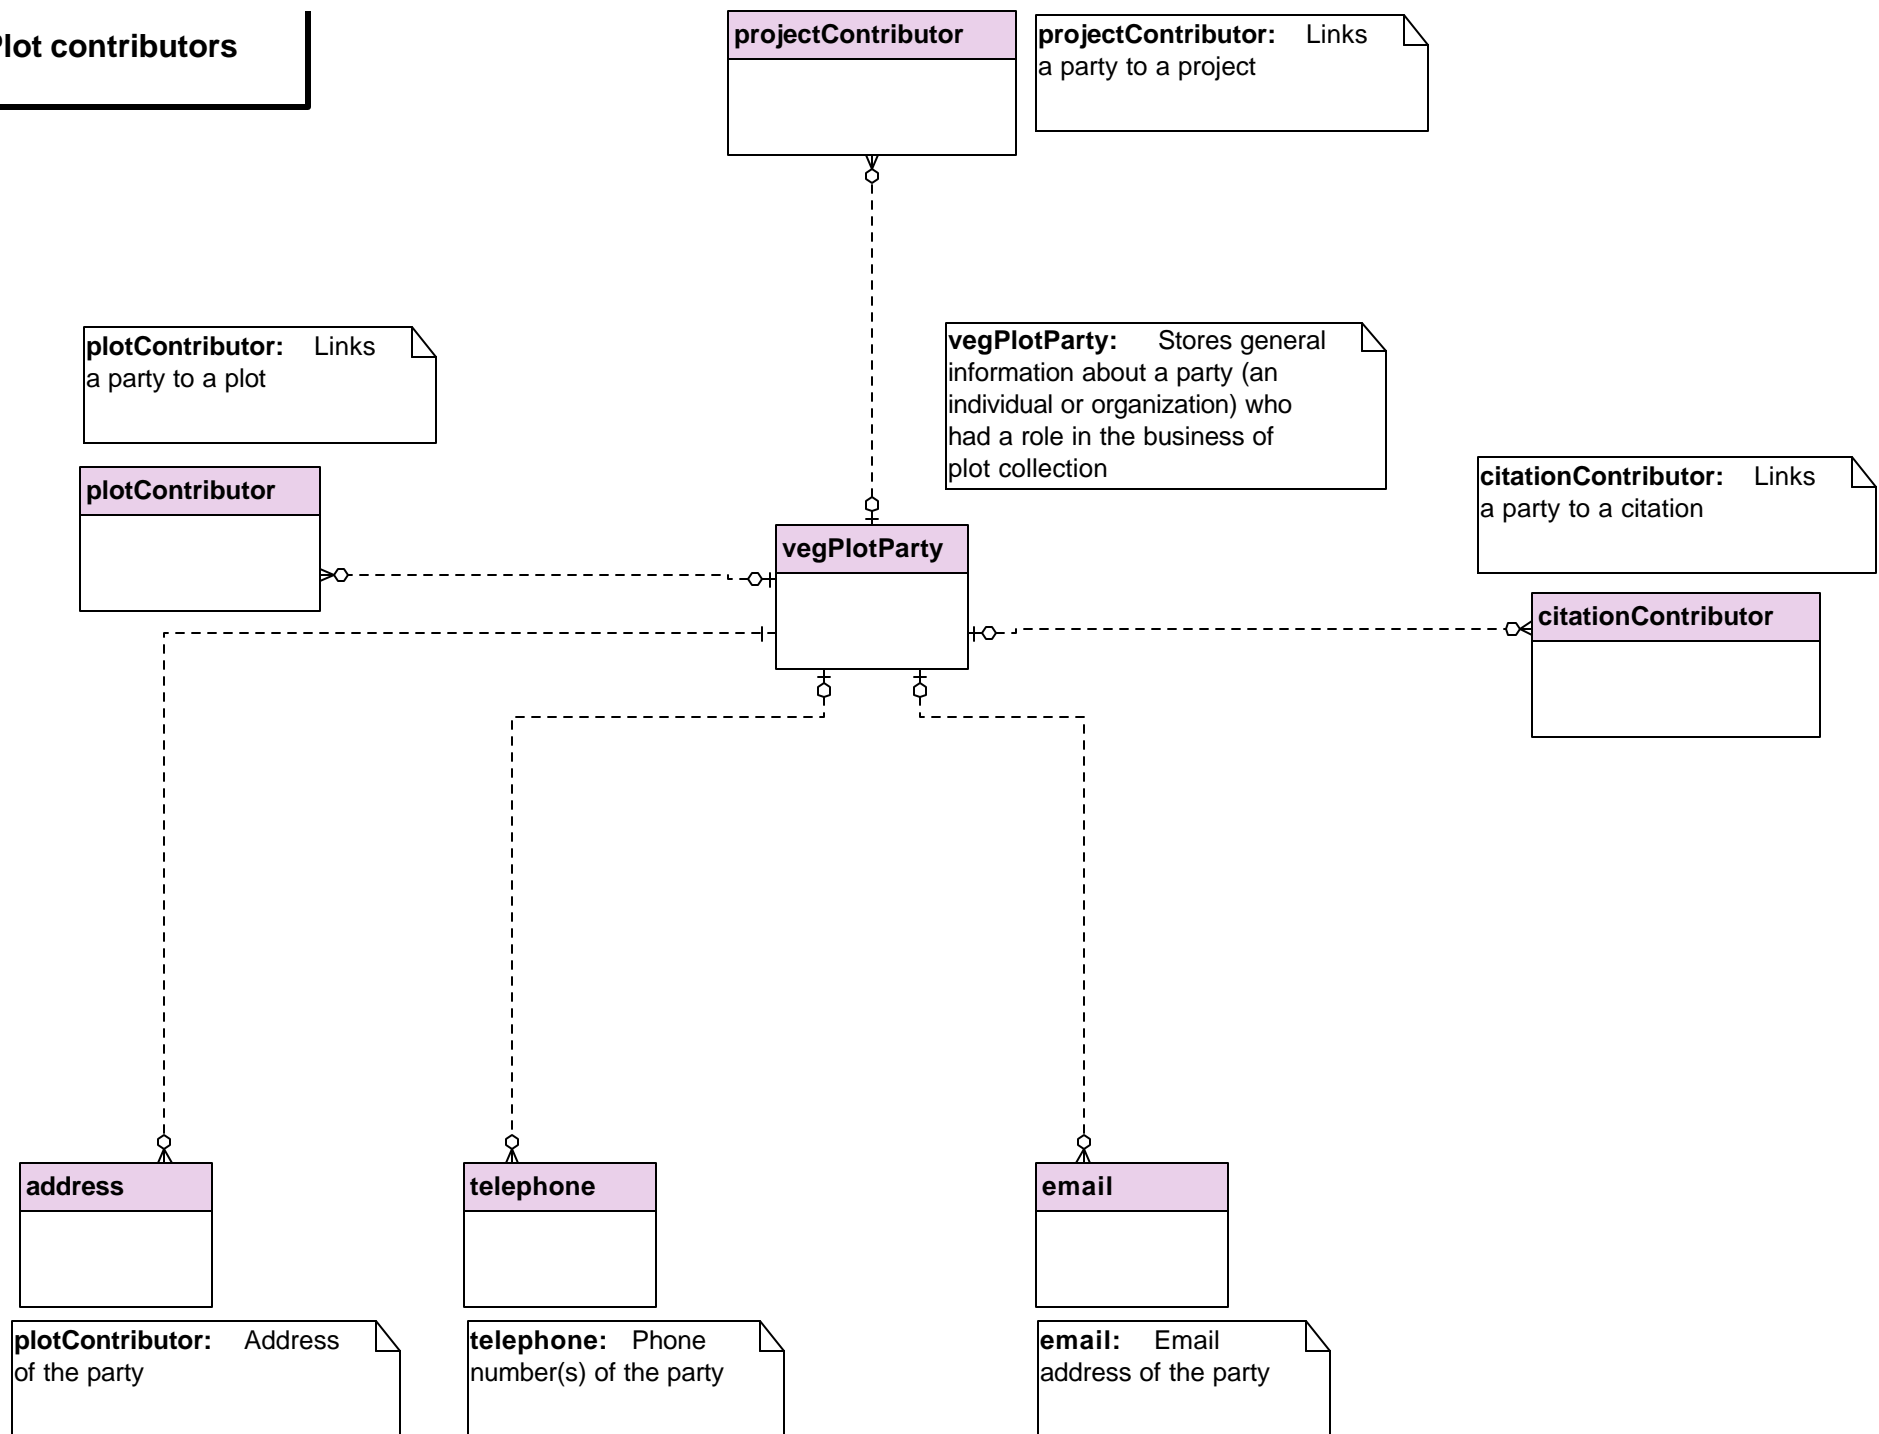 lot contributors
projectContributor
projectContributor: Links
a party to a project
plotContributor: Links
a party to a plot
vegPlotParty: Stores general
information about a party (an
individual or organization) who
had a role in the business of
plot collection
plotContributor
citationContributor: Links
a party to a citation
vegPlotParty
citationContributor
address
telephone
email
plotContributor: Address
of the party
telephone: Phone
number(s) of the party
email: Email
address of the party